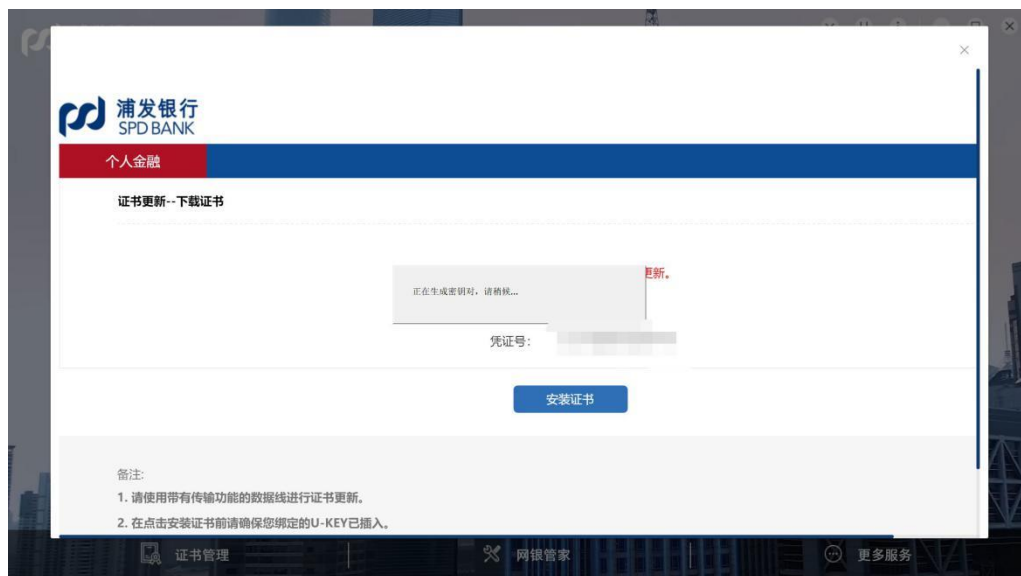 浦发银行
SPD BANK
个人金融
证书更新--下载证书
更新。
正在生成密钥对，请稍候...
凭证号：
安装证书
备注:
1. 请使用带有传输功能的数据线进行证书更新。
2. 在点击安装证书前请确保您绑定的U-KEY已插入。
证书管理
网银管家
更多服务